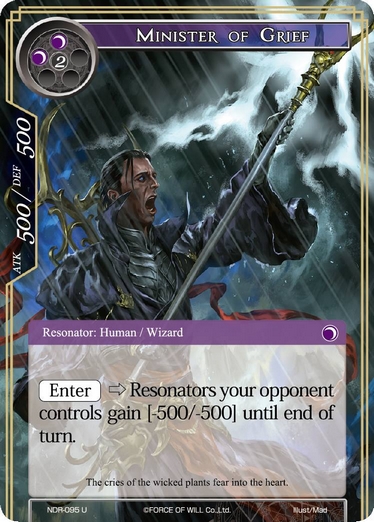 MINISTER OF GRIEF
2
ATK 500 / DEF 500
Resonator: Human / Wizard
Enter ⇨ Resonators your opponent
controls gain [-500/-500] until end of
turn.
The cries of the wicked plants fear into the heart.
NDR-095 U ©FORCE OF WILL Co.,Ltd. Illust/Mad